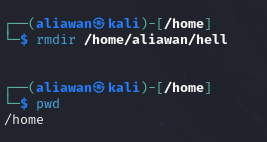 ┌──(aliawan㉿kali)-[/home]
└─$ rmdir /home/aliawan/hell
┌──(aliawan㉿kali)-[/home]
└─$ pwd
/home